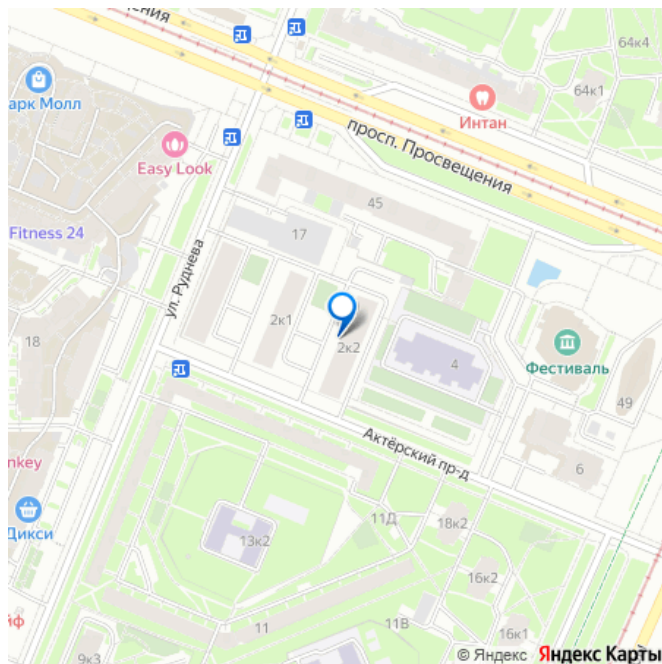 64к4
64к1
арк Молл
Интан
просп. Просвещения
Easy Look
45
17
Fitness 24
ул. Руднева
2к1
18
2к2
4
Фестиваль
49
Актёрский пр-д
6
nkey
Дикси
11Д
18к2
13к2
16к2
11
11В
16к1
9к3
© Яндекс Яндекс Карты